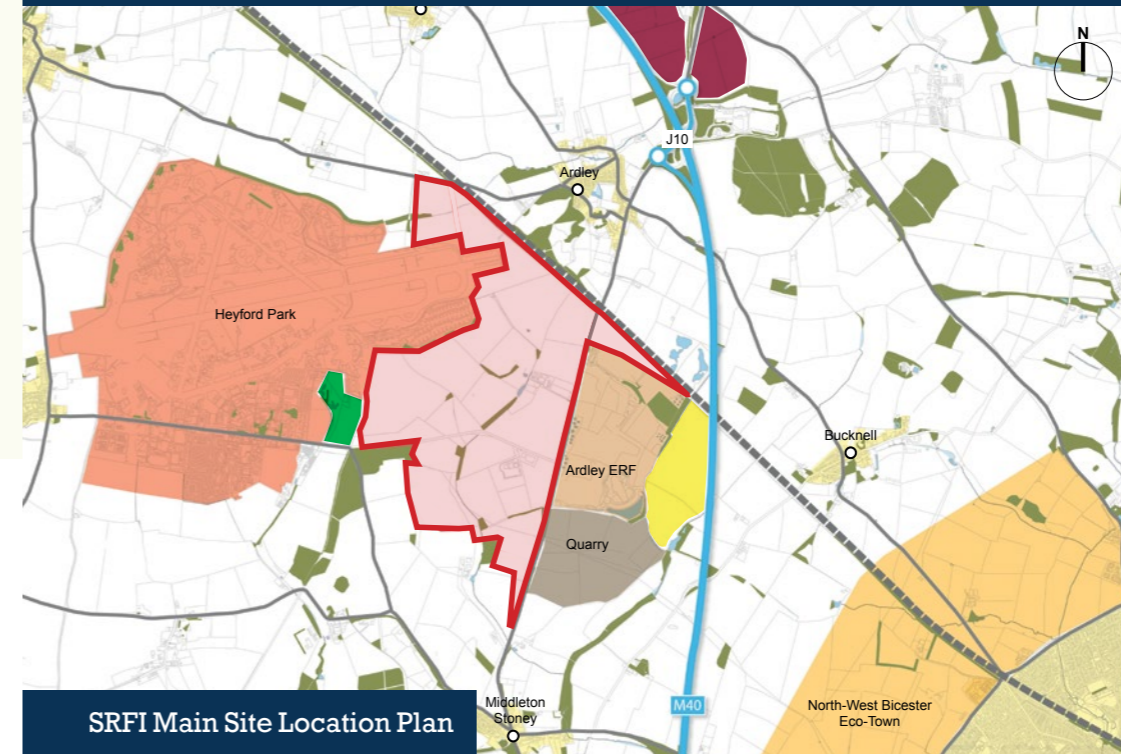 N
J10
Ardley
Heyford Park
Bucknell
Ardley ERF
Quarry
North-West Bicester
Eco-Town
Middleton
Stoney
M40
SRFI Main Site Location Plan